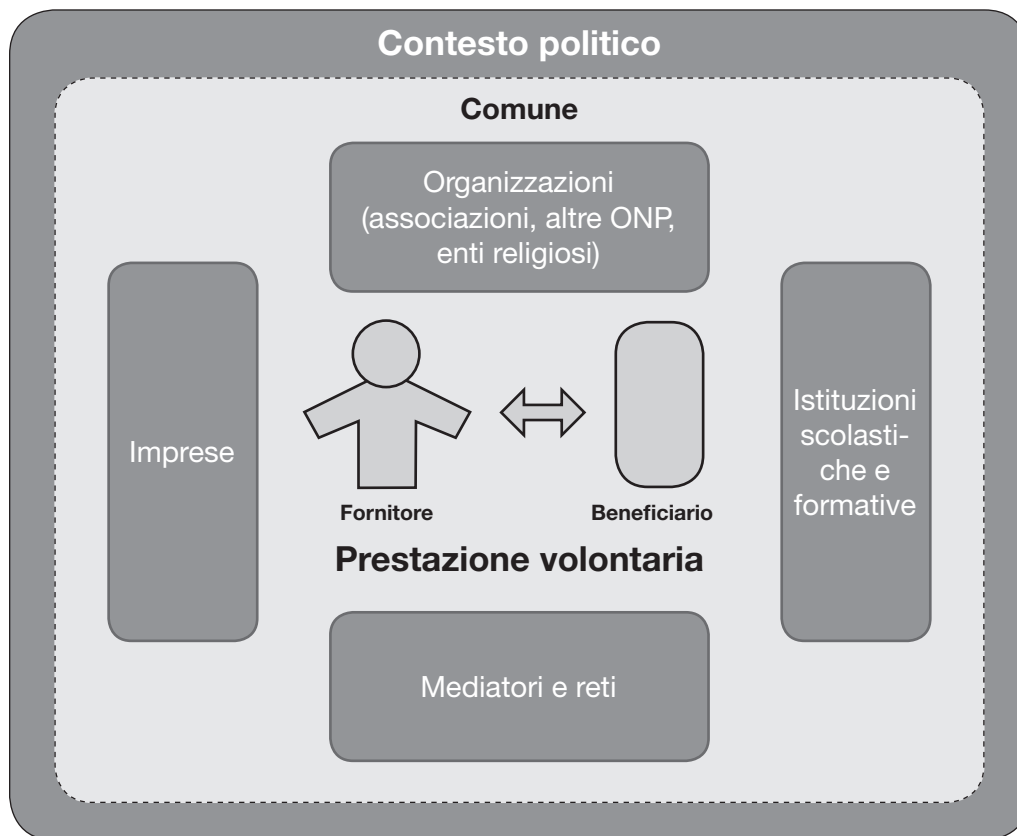 Contesto politico
Comune
Organizzazioni
(associazioni, altre ONP,
enti religiosi)
Imprese
Istituzioni
scolasti-
che e
formative
Fornitore
Beneficiario
Prestazione volontaria
Mediatori e reti